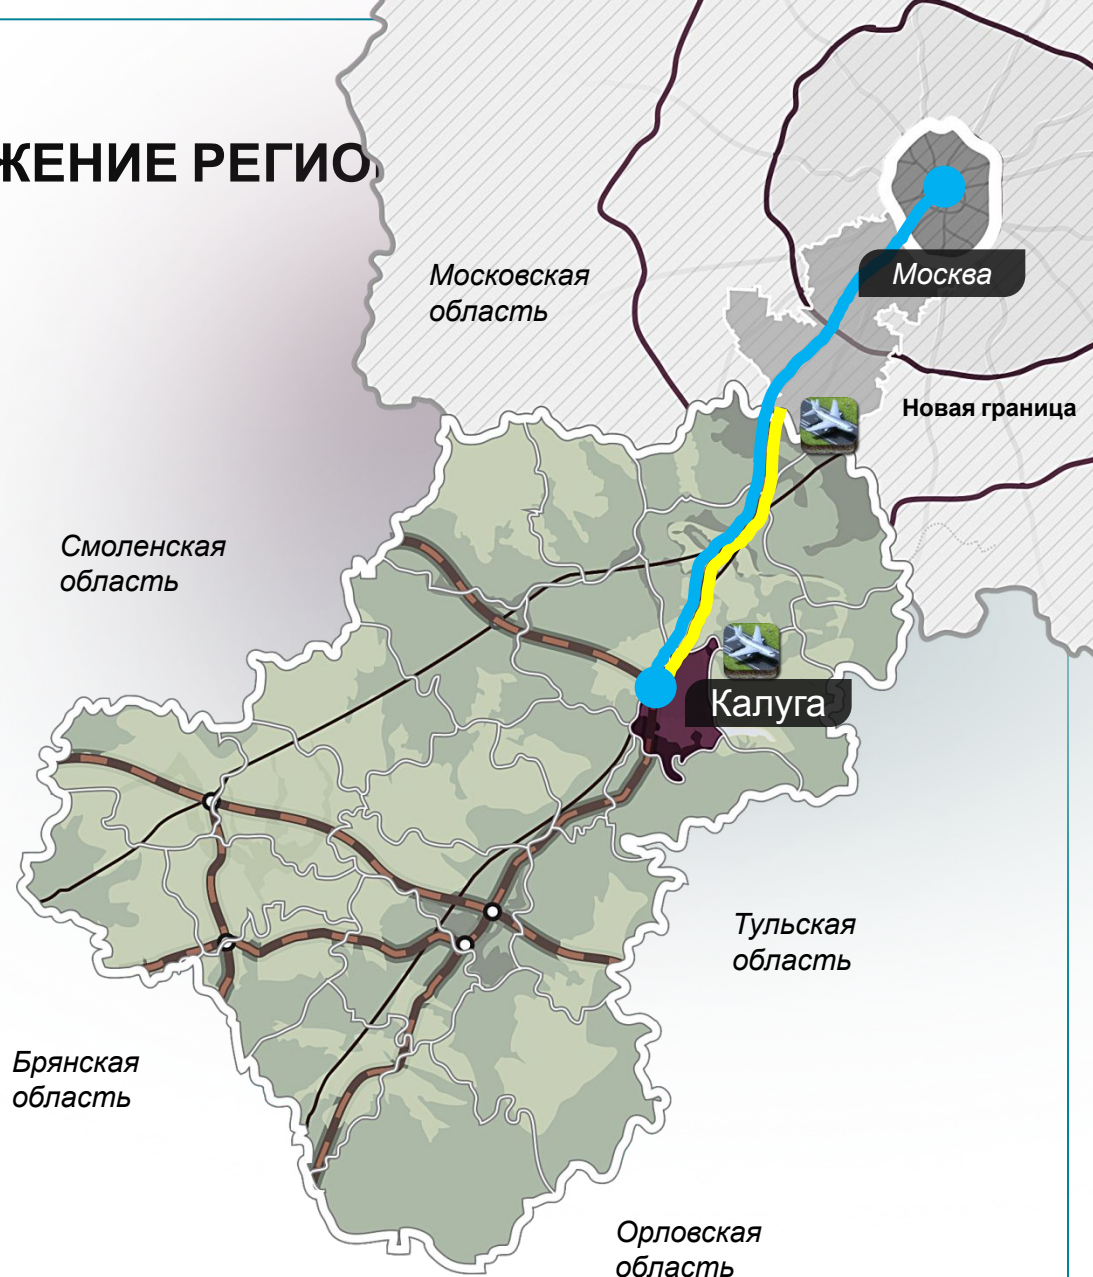 ЖЕНИЕ РЕГИО
Московская
область
Москва
Новая граница
Смоленская
область
Калуга
Тульская
область
Брянская
область
Орловская
область